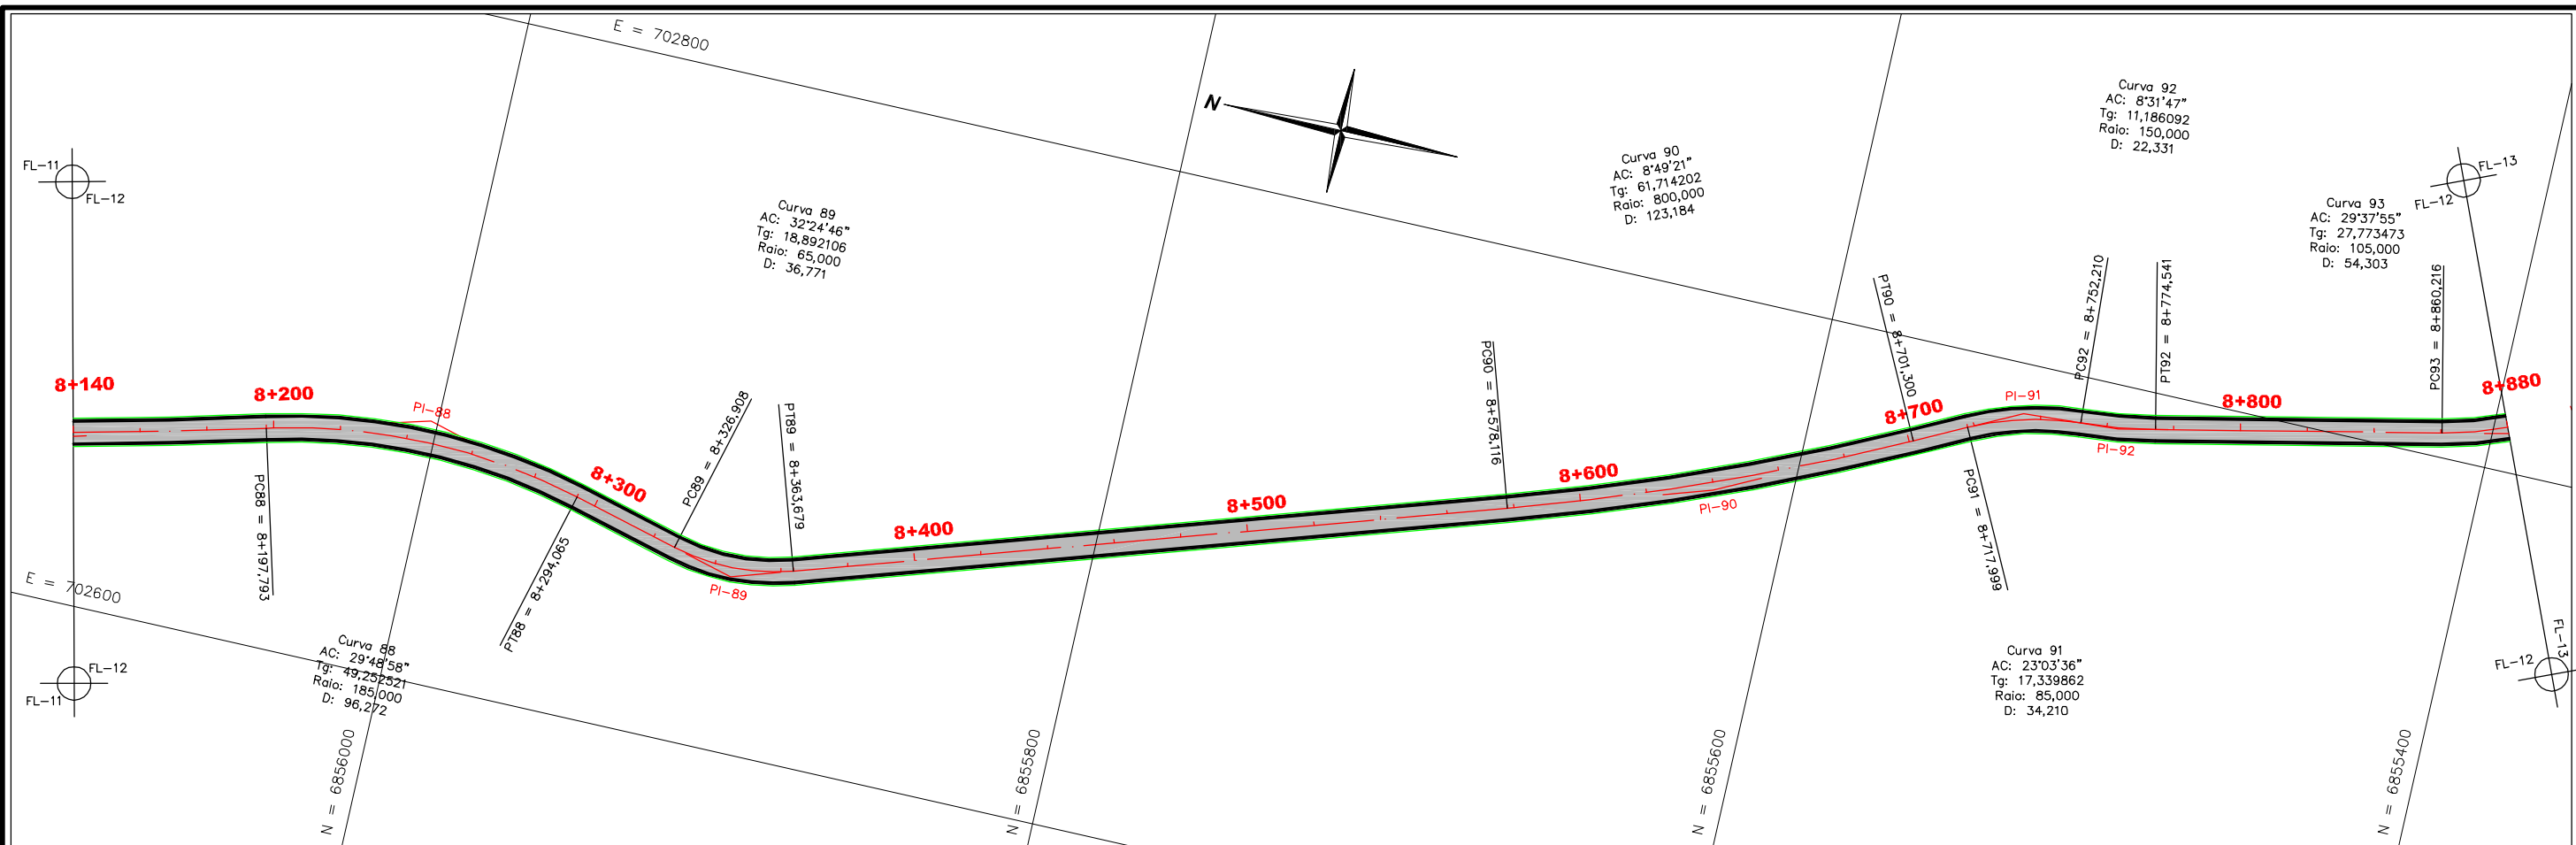 E = 702800
N
FL-11
FL-12
Curva 89
AC: 32°24'46"
Tg: 18,892106
Raio: 65,000
D: 36,771
Curva 90
AC: 8°49'21"
Tg: 61,714202
Raio: 800,000
D: 123,184
Curva 92
AC: 8°31'47"
Tg: 11,186092
Raio: 150,000
D: 22,331
FL-13
FL-12
Curva 93
AC: 29°37'55"
Tg: 27,773473
Raio: 105,000
D: 54,303
8+140
8+200
PI-88
8+300
PC89 = 8+326,908
PT89 = 8+363,679
8+400
8+500
PC90 = 8+578,116
8+600
PI-90
PT90 = 8+701,300
8+700
PI-91
PC92 = 8+752,210
PT92 = 8+774,541
PI-92
8+800
PC93 = 8+860,216
8+880
PC88 = 8+197,793
PT88 = 8+294,065
PI-89
PC91 = 8+717,999
E = 702600
FL-12
FL-11
Curva 88
AC: 29°48'58"
Tg: 49,252521
Raio: 185,000
D: 96,272
Curva 91
AC: 23°03'36"
Tg: 17,339862
Raio: 85,000
D: 34,210
FL-13
FL-12
N = 6856000
N = 6855800
N = 6855600
N = 6855400